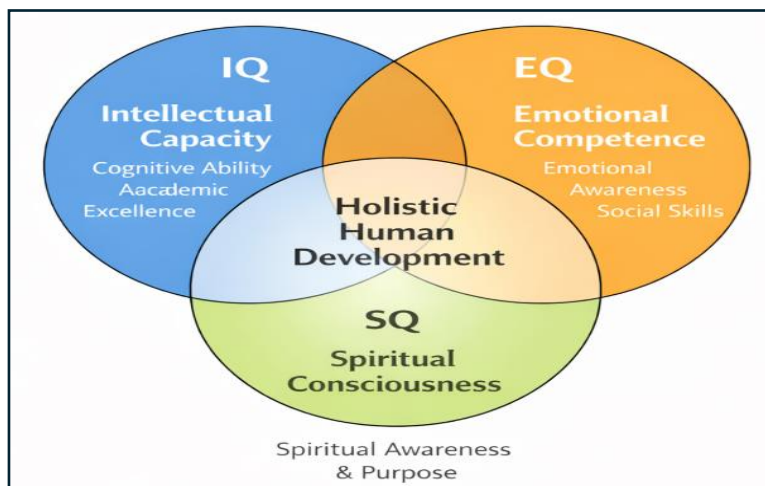 IQ
Intellectual
Capacity
Cognitive Ability
Aacademic
Excellence
EQ
Emotional
Competence
Emotional
Awareness
Social Skills
Holistic
Human
Development
SQ
Spiritual
Consciousness
Spiritual Awareness
& Purpose